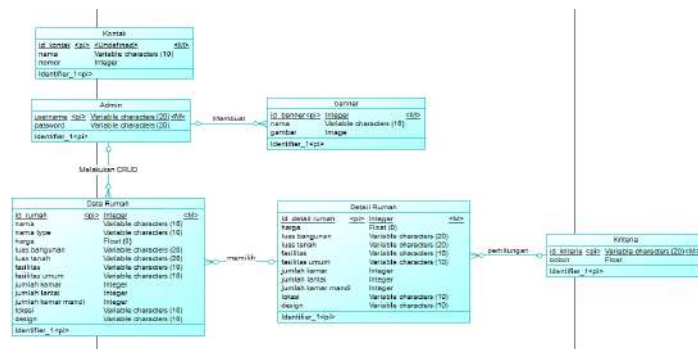 Kontak
id_kontak <pi> <Undefined> <M>
nama Variable characters (10)
nomor Integer
Identifier_1 <pi>
Admin
username <pi> Variable characters (20) <M>
password Variable characters (20)
Identifier_1 <pi>
Membuat
banner
id_banner <pi> Integer <M>
nama Variable characters (10)
gambar Image
Identifier_1 <pi>
Melakukan CRUD
Data Rumah
id_rumah <pi> Integer <M>
nama Variable characters (10)
nama type Variable characters (10)
harga Float (8)
luas bangunan Variable characters (20)
luas tanah Variable characters (20)
fasilitas Variable characters (10)
fasilitas umum Variable characters (10)
jumlah kamar Integer
jumlah lantai Integer
jumlah kamar mandi Integer
lokasi Variable characters (10)
design Variable characters (10)
Identifier_1 <pi>
memilih
Detail Rumah
id_detail rumah <pi> Integer <M>
harga Float (8)
luas bangunan Variable characters (20)
luas tanah Variable characters (20)
fasilitas Variable characters (10)
fasilitas umum Variable characters (10)
jumlah kamar Integer
jumlah lantai Integer
jumlah kamar mandi Integer
lokasi Variable characters (10)
design Variable characters (10)
Identifier_1 <pi>
perhitungan
Kriteria
id_kriteria <pi> Variable characters (20) <M>
bobot Float
Identifier_1 <pi>